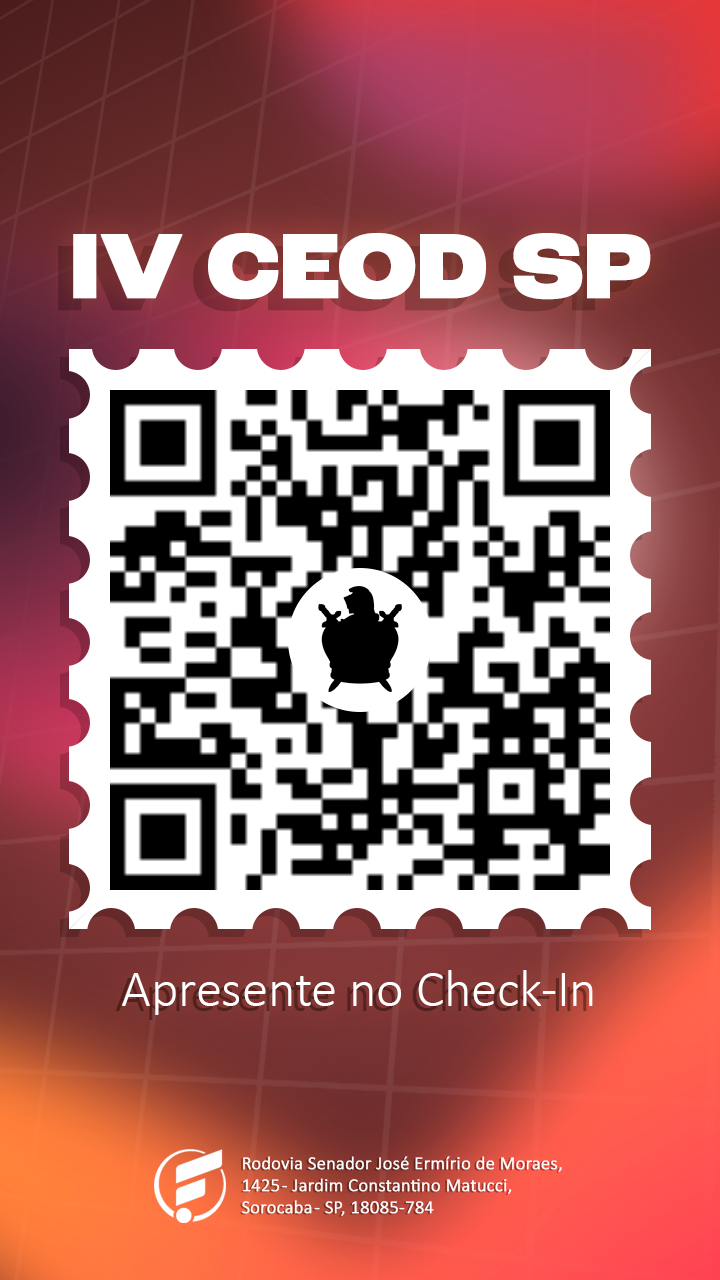 IV CEOD SP
Apresente no Check-In
Rodovia Senador José Ermírio de Moraes,
1425- Jardim Constantino Matucci,
Sorocaba- SP, 18085-784